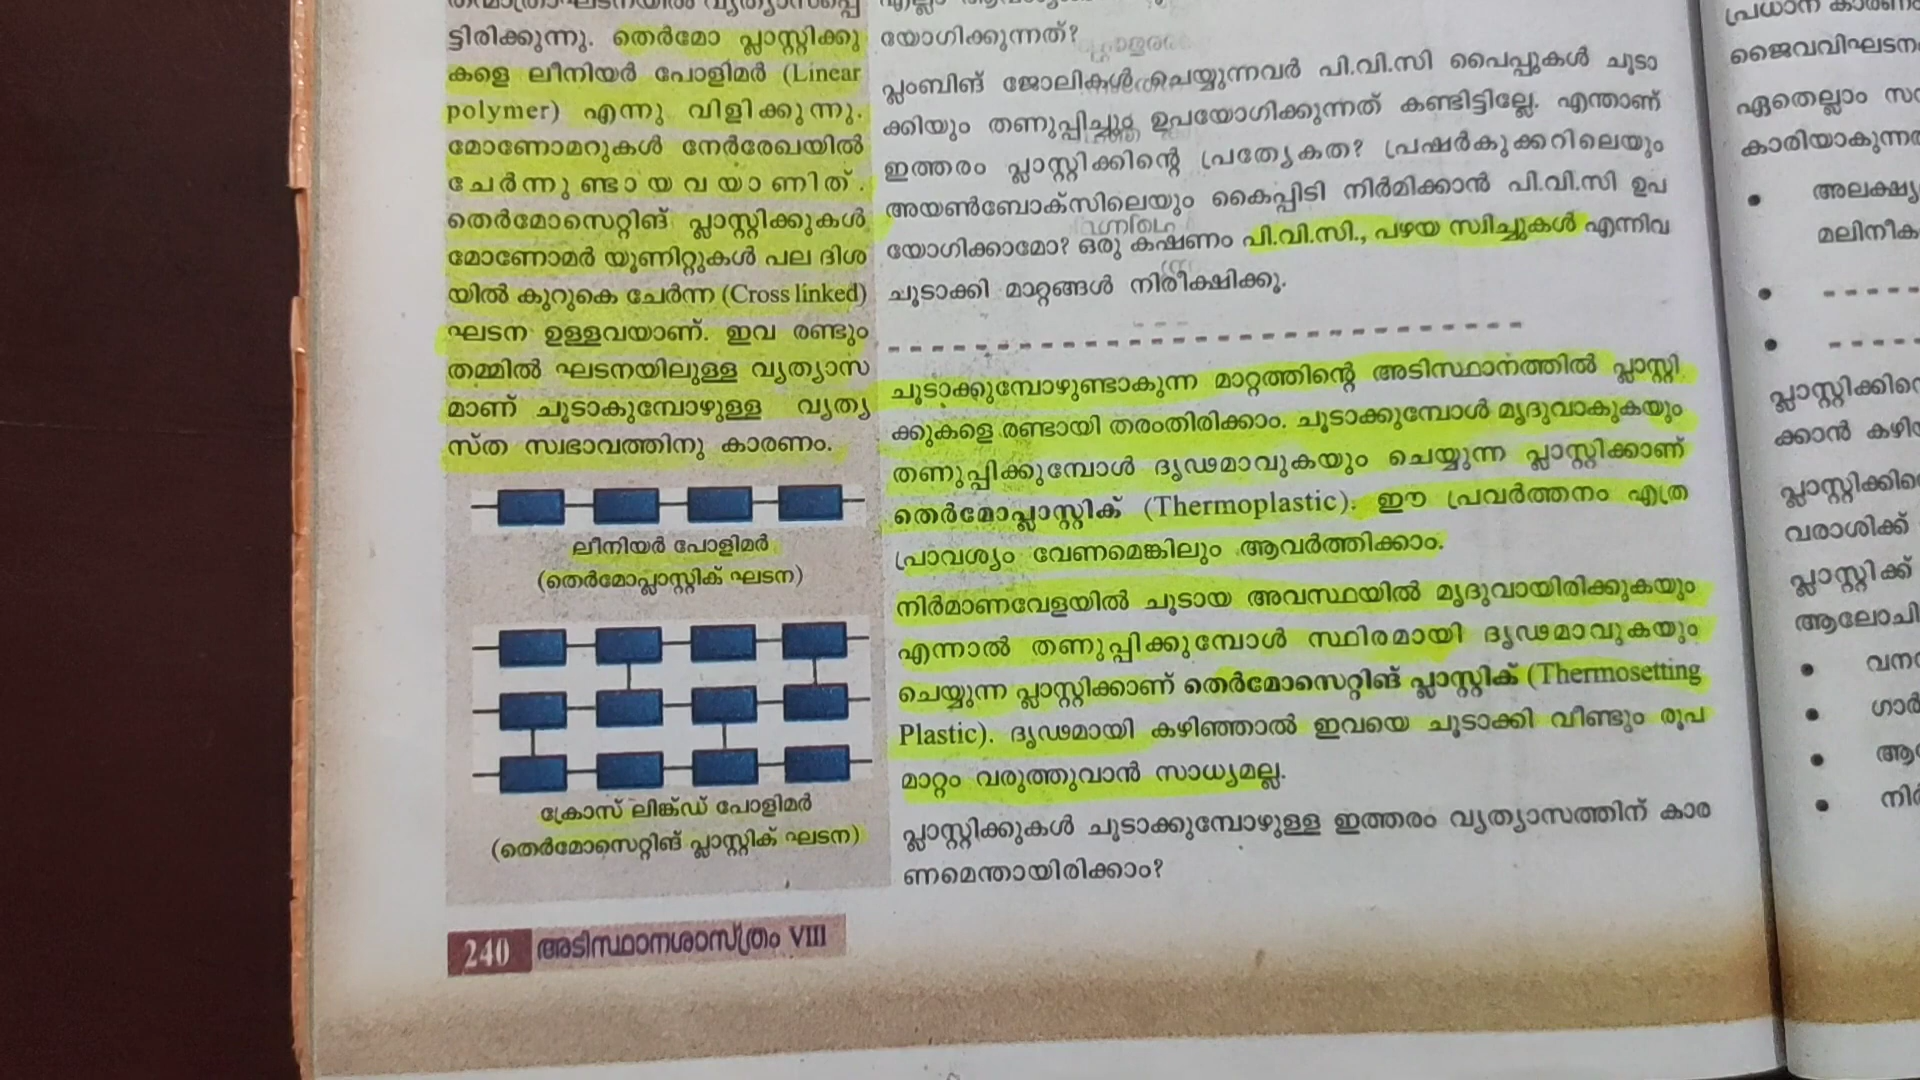 ട്ടിരിക്കുന്നു. തെർമോ പ്ലാസ്റ്റിക്കു
കളെ ലീനിയർ പോളിമർ (Linear
polymer) എന്നു വിളിക്കുന്നു.
മോണോമറുകൾ നേർരേഖയിൽ
ചേർന്നുണ്ടായവയാണിത്.
തെർമോസെറ്റിങ് പ്ലാസ്റ്റിക്കുകൾ
മോണോമർ യൂണിറ്റുകൾ പല ദിശ
യിൽ കുറുകെ ചേർന്ന (Cross linked)
ഘടന ഉള്ളവയാണ്. ഇവ രണ്ടും
തമ്മിൽ ഘടനയിലുള്ള വ്യത്യാസ
മാണ് ചൂടാകുമ്പോഴുള്ള വ്യത്യ
സ്ത സ്വഭാവത്തിനു കാരണം.
ലീനിയർ പോളിമർ
(തെർമോപ്ലാസ്റ്റിക് ഘടന)
ക്രോസ് ലിങ്ക്ഡ് പോളിമർ
(തെർമോസെറ്റിങ് പ്ലാസ്റ്റിക് ഘടന)
240 അടിസ്ഥാനശാസ്ത്രം VIII
യോഗിക്കുന്നത്?
പ്ലംബിങ് ജോലികൾ ചെയ്യുന്നവർ പി.വി.സി പൈപ്പുകൾ ചൂടാ
ക്കിയും തണുപ്പിച്ചും ഉപയോഗിക്കുന്നത് കണ്ടിട്ടില്ലേ. എന്താണ്
ഇത്തരം പ്ലാസ്റ്റിക്കിന്റെ പ്രത്യേകത? പ്രഷർകുക്കറിലെയും
അയൺബോക്സിലെയും കൈപ്പിടി നിർമിക്കാൻ പി.വി.സി ഉപ
യോഗിക്കാമോ? ഒരു കഷണം പി.വി.സി., പഴയ സ്വിച്ചുകൾ എന്നിവ
ചൂടാക്കി മാറ്റങ്ങൾ നിരീക്ഷിക്കൂ.
ചൂടാക്കുമ്പോഴുണ്ടാകുന്ന മാറ്റത്തിന്റെ അടിസ്ഥാനത്തിൽ പ്ലാസ്റ്റി
ക്കുകളെ രണ്ടായി തരംതിരിക്കാം. ചൂടാക്കുമ്പോൾ മൃദുവാകുകയും
തണുപ്പിക്കുമ്പോൾ ദൃഢമാവുകയും ചെയ്യുന്ന പ്ലാസ്റ്റിക്കാണ്
തെർമോപ്ലാസ്റ്റിക് (Thermoplastic). ഈ പ്രവർത്തനം എത്ര
പ്രാവശ്യം വേണമെങ്കിലും ആവർത്തിക്കാം.
നിർമാണവേളയിൽ ചൂടായ അവസ്ഥയിൽ മൃദുവായിരിക്കുകയും
എന്നാൽ തണുപ്പിക്കുമ്പോൾ സ്ഥിരമായി ദൃഢമാവുകയും
ചെയ്യുന്ന പ്ലാസ്റ്റിക്കാണ് തെർമോസെറ്റിങ് പ്ലാസ്റ്റിക് (Thermosetting
Plastic). ദൃഢമായി കഴിഞ്ഞാൽ ഇവയെ ചൂടാക്കി വീണ്ടും രൂപ
മാറ്റം വരുത്തുവാൻ സാധ്യമല്ല.
പ്ലാസ്റ്റിക്കുകൾ ചൂടാക്കുമ്പോഴുള്ള ഇത്തരം വ്യത്യാസത്തിന് കാര
ണമെന്തായിരിക്കാം?
ഏതെല്ലാം
കാരിയാകുന്ന
പ്ലാസ്റ്റിക്ക്